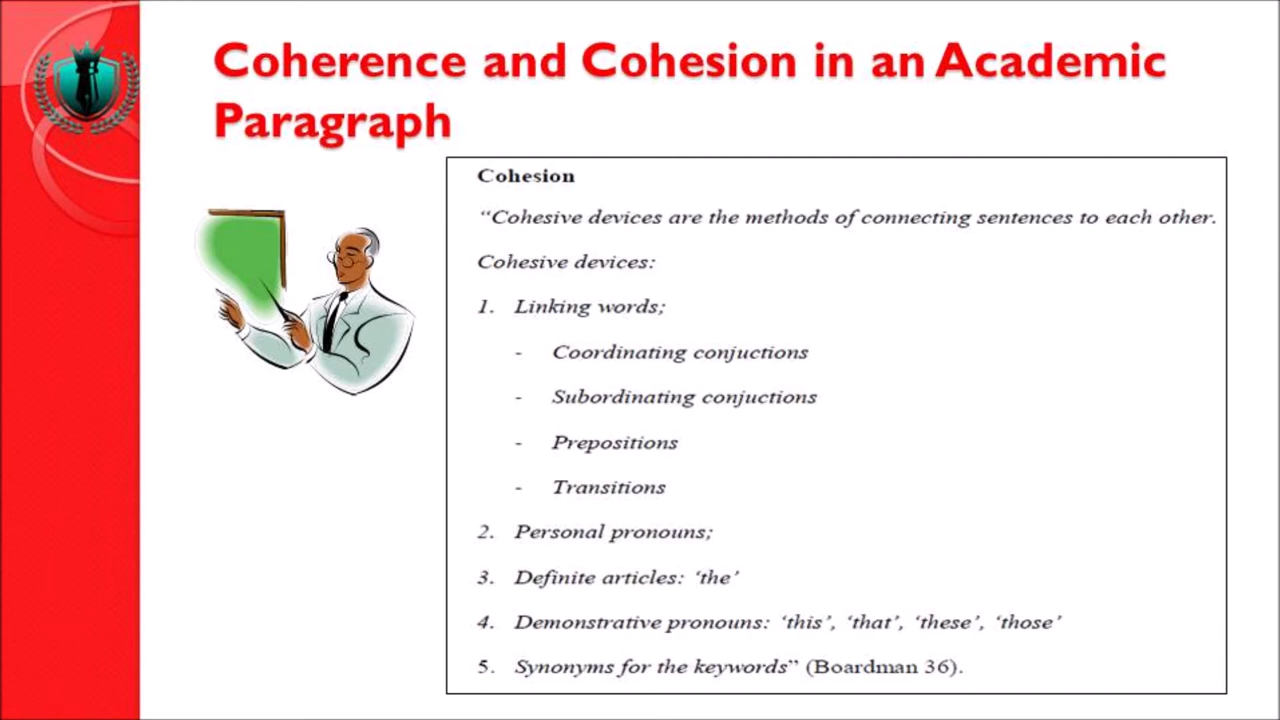 Coherence and Cohesion in an Academic
Paragraph
Cohesion
“Cohesive devices are the methods of connecting sentences to each other.
Cohesive devices:
1. Linking words;
- Coordinating conjuctions
- Subordinating conjuctions
- Prepositions
- Transitions
2. Personal pronouns;
3. Definite articles: ‘the’
4. Demonstrative pronouns: ‘this’, ‘that’, ‘these’, ‘those’
5. Synonyms for the keywords” (Boardman 36).